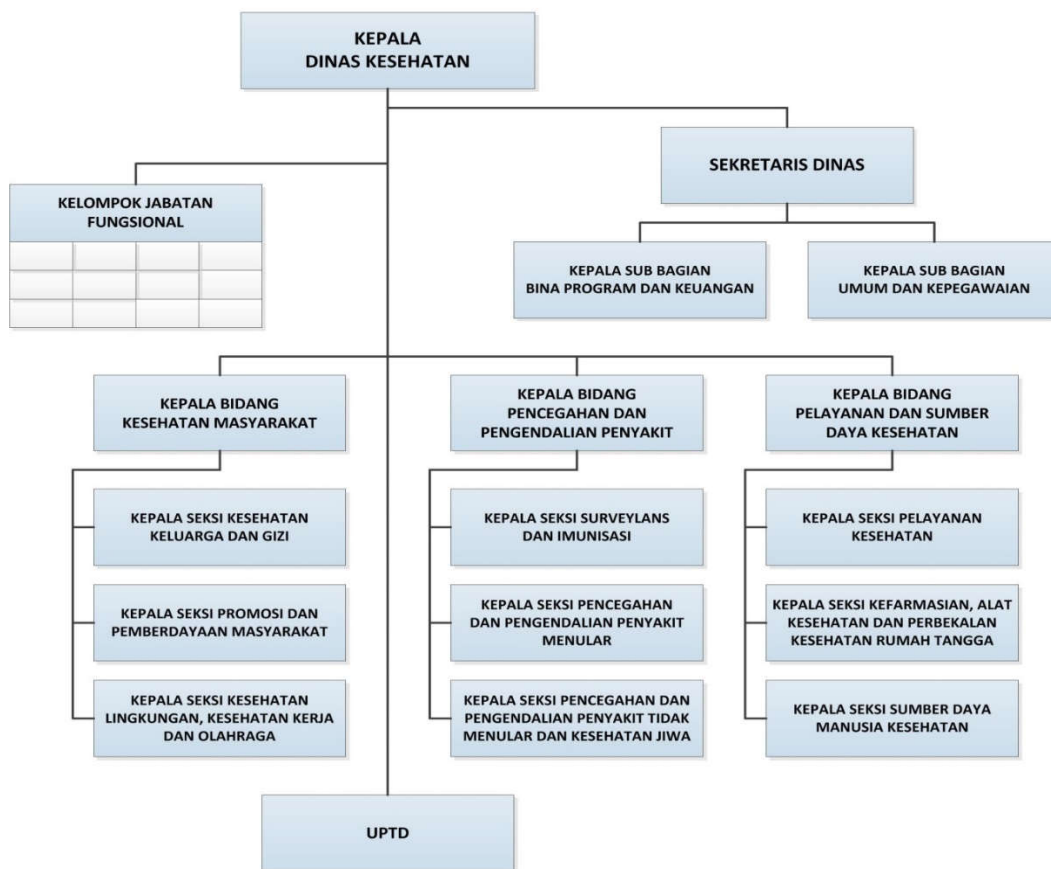 KEPALA
DINAS KESEHATAN
SEKRETARIS DINAS
KELOMPOK JABATAN
FUNGSIONAL
KEPALA SUB BAGIAN
BINA PROGRAM DAN KEUANGAN
KEPALA SUB BAGIAN
UMUM DAN KEPEGAWAIAN
KEPALA BIDANG
KESEHATAN MASYARAKAT
KEPALA BIDANG
PENCEGAHAN DAN
PENGENDALIAN PENYAKIT
KEPALA BIDANG
PELAYANAN DAN SUMBER
DAYA KESEHATAN
KEPALA SEKSI KESEHATAN
KELUARGA DAN GIZI
KEPALA SEKSI SURVEYLANS
DAN IMUNISASI
KEPALA SEKSI PELAYANAN
KESEHATAN
KEPALA SEKSI PROMOSI DAN
PEMBERDAYAAN MASYARAKAT
KEPALA SEKSI PENCEGAHAN
DAN PENGENDALIAN PENYAKIT
MENULAR
KEPALA SEKSI KEFARMASIAN, ALAT
KESEHATAN DAN PERBEKALAN
KESEHATAN RUMAH TANGGA
KEPALA SEKSI KESEHATAN
LINGKUNGAN, KESEHATAN KERJA
DAN OLAHRAGA
KEPALA SEKSI PENCEGAHAN DAN
PENGENDALIAN PENYAKIT TIDAK
MENULAR DAN KESEHATAN JIWA
KEPALA SEKSI SUMBER DAYA
MANUSIA KESEHATAN
UPTD